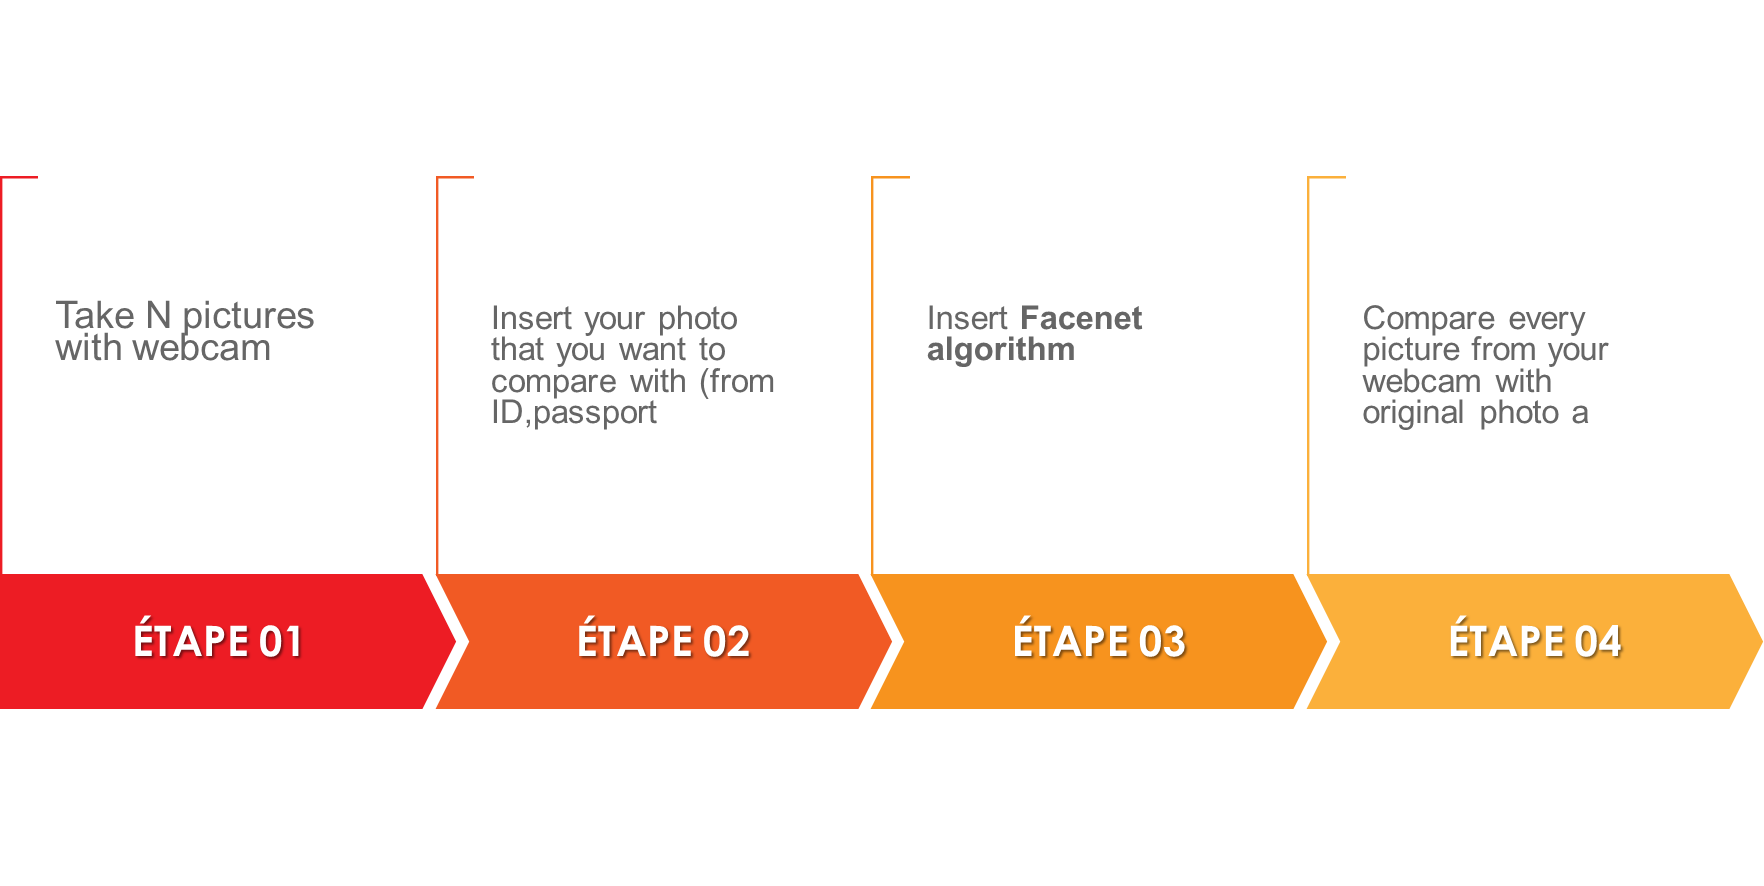 Take N pictures
with webcam
Insert your photo
that you want to
compare with (from
ID,passport
Insert Facenet
algorithm
Compare every
picture from your
webcam with
original photo a
ÉTAPE 01
ÉTAPE 02
ÉTAPE 03
ÉTAPE 04